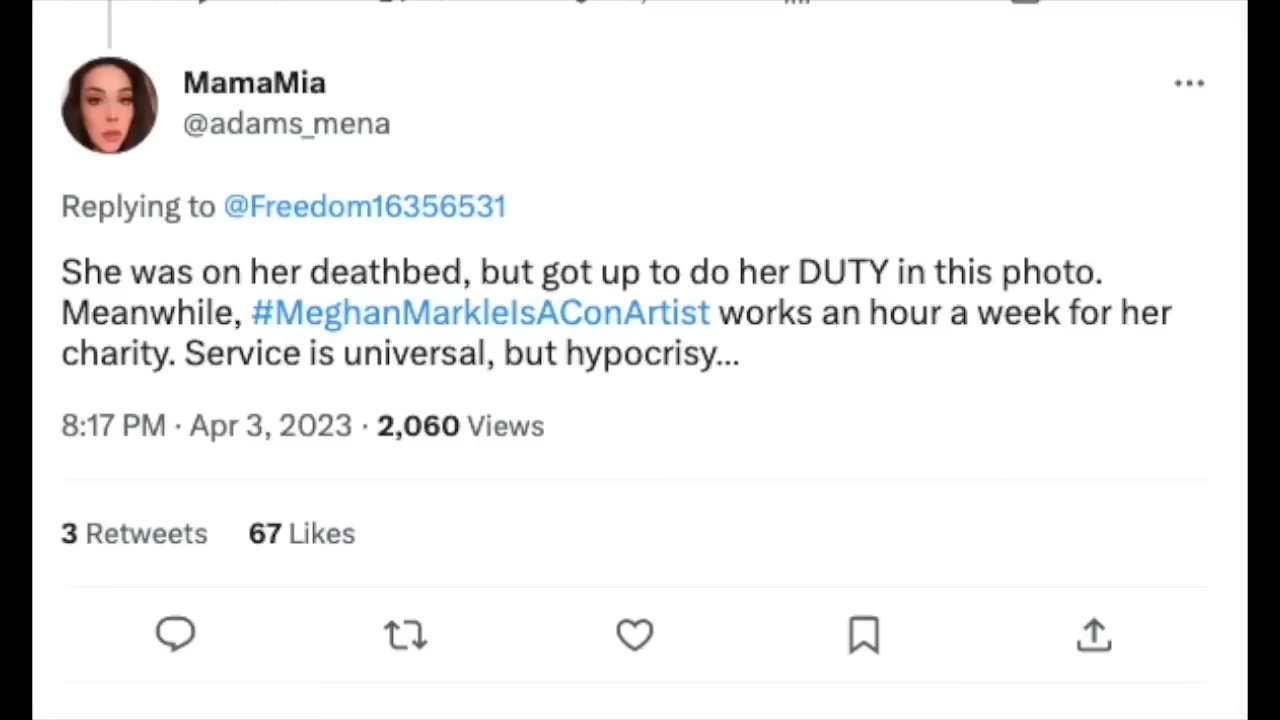 MamaMia
@adams_mena
Replying to @Freedom16356531
She was on her deathbed, but got up to do her DUTY in this photo.
Meanwhile, #MeghanMarkleIsAConArtist works an hour a week for her
charity. Service is universal, but hypocrisy...
8:17 PM · Apr 3, 2023 · 2,060 Views
3 Retweets 67 Likes